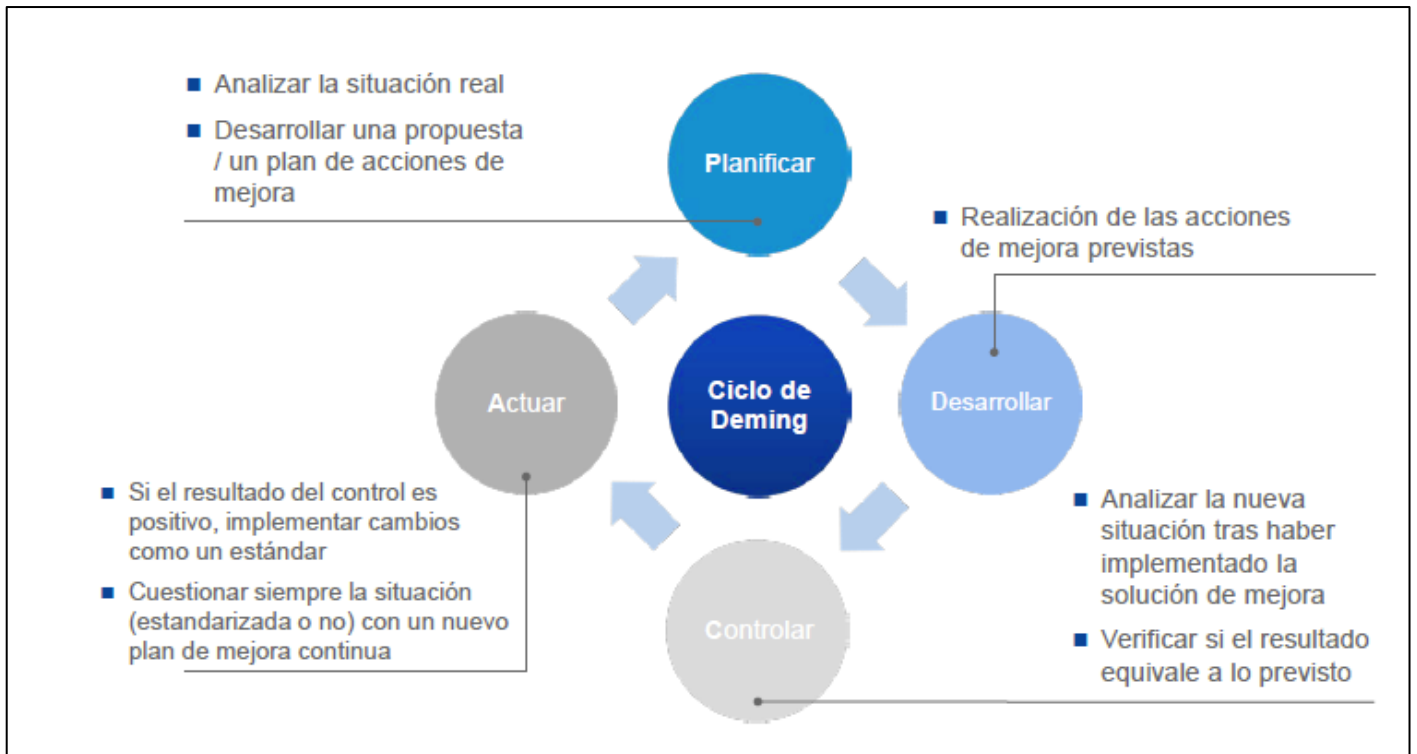 ■ Analizar la situación real
■ Desarrollar una propuesta
/ un plan de acciones de
mejora
Planificar
■ Realización de las acciones
de mejora previstas
Actuar
Ciclo de
Deming
Desarrollar
■ Si el resultado del control es
positivo, implementar cambios
como un estándar
■ Cuestionar siempre la situación
(estandarizada o no) con un nuevo
plan de mejora continua
Controlar
■ Analizar la nueva
situación tras haber
implementado la
solución de mejora
■ Verificar si el resultado
equivale a lo previsto